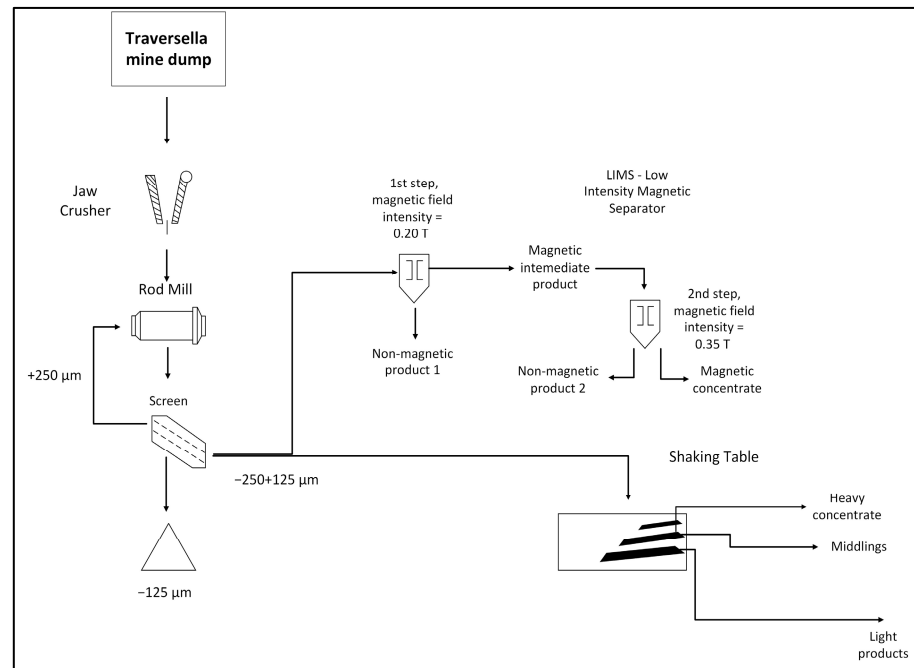 Traversella
mine dump
Jaw
Crusher
Rod Mill
+250 μm
Screen
−250+125 μm
−125 μm
1st step,
magnetic field
intensity =
0.20 T
Non-magnetic
product 1
LIMS - Low
Intensity Magnetic
Separator
Magnetic
intemediate
product
2nd step,
magnetic field
intensity =
0.35 T
Non-magnetic
product 2
Magnetic
concentrate
Shaking Table
Heavy
concentrate
Middlings
Light
products